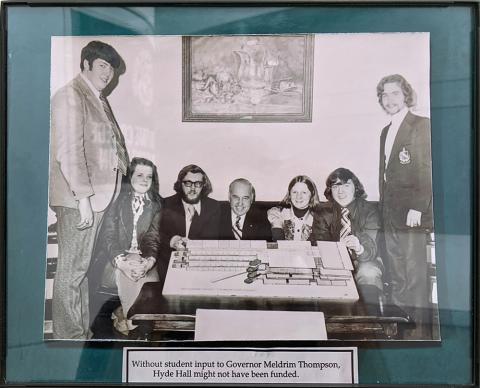 Without student input to Governor Meldrim Thompson,
Hyde Hall might not have been funded.